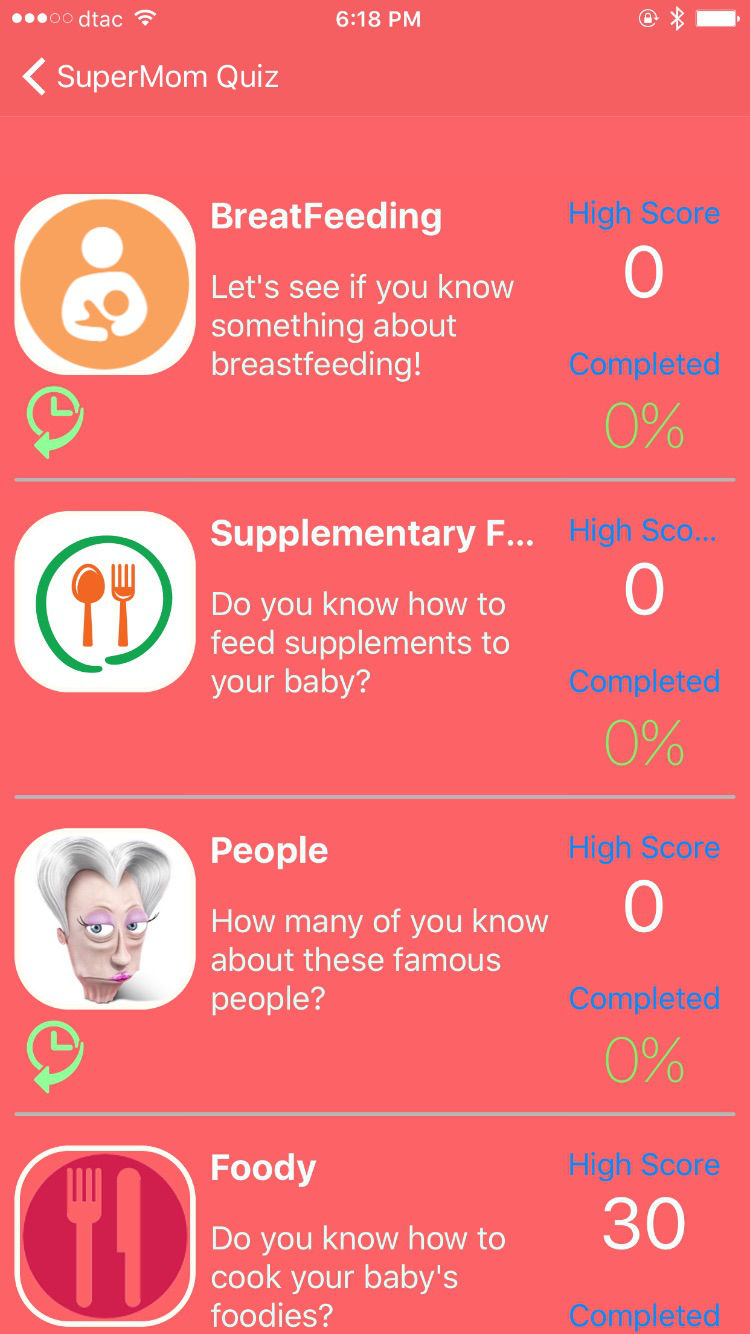 dtac
6:18 PM
SuperMom Quiz
BreatFeeding
High Score
0
Let's see if you know
something about
breastfeeding!
Completed
0%
Supplementary F...
High Sco...
0
Do you know how to
feed supplements to
your baby?
Completed
0%
People
High Score
0
How many of you know
about these famous
people?
Completed
0%
Foody
High Score
30
Do you know how to
cook your baby's
foodies?
Completed